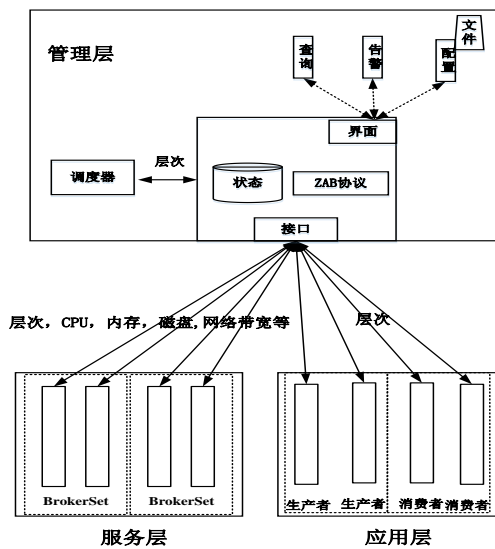 文件
管理层
查询
告警
配置
界面
层次
调度器
状态
ZAB协议
接口
层次，CPU，内存，磁盘,网络带宽等
层次
BrokerSet
BrokerSet
生产者
生产者
消费者
消费者
服务层
应用层